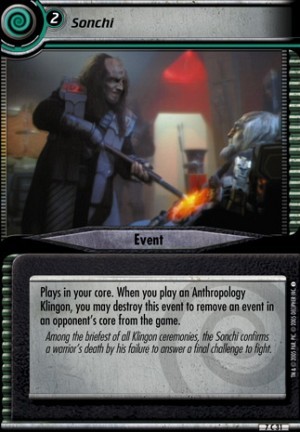 2 Sonchi
Event
Plays in your core. When you play an Anthropology
Klingon, you may destroy this event to remove an event in
an opponent's core from the game.
Among the briefest of all Klingon ceremonies, the Sonchi confirms
a warrior's death by his failure to answer a final challenge to fight.
7 C 31